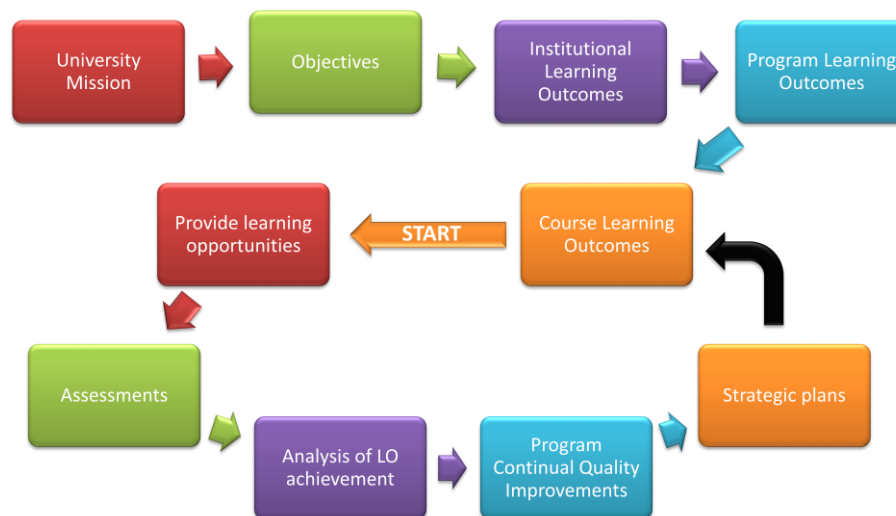 University
Mission
Objectives
Institutional
Learning
Outcomes
Program Learning
Outcomes
Provide learning
opportunities
START
Course Learning
Outcomes
Assessments
Analysis of LO
achievement
Program
Continual Quality
Improvements
Strategic plans